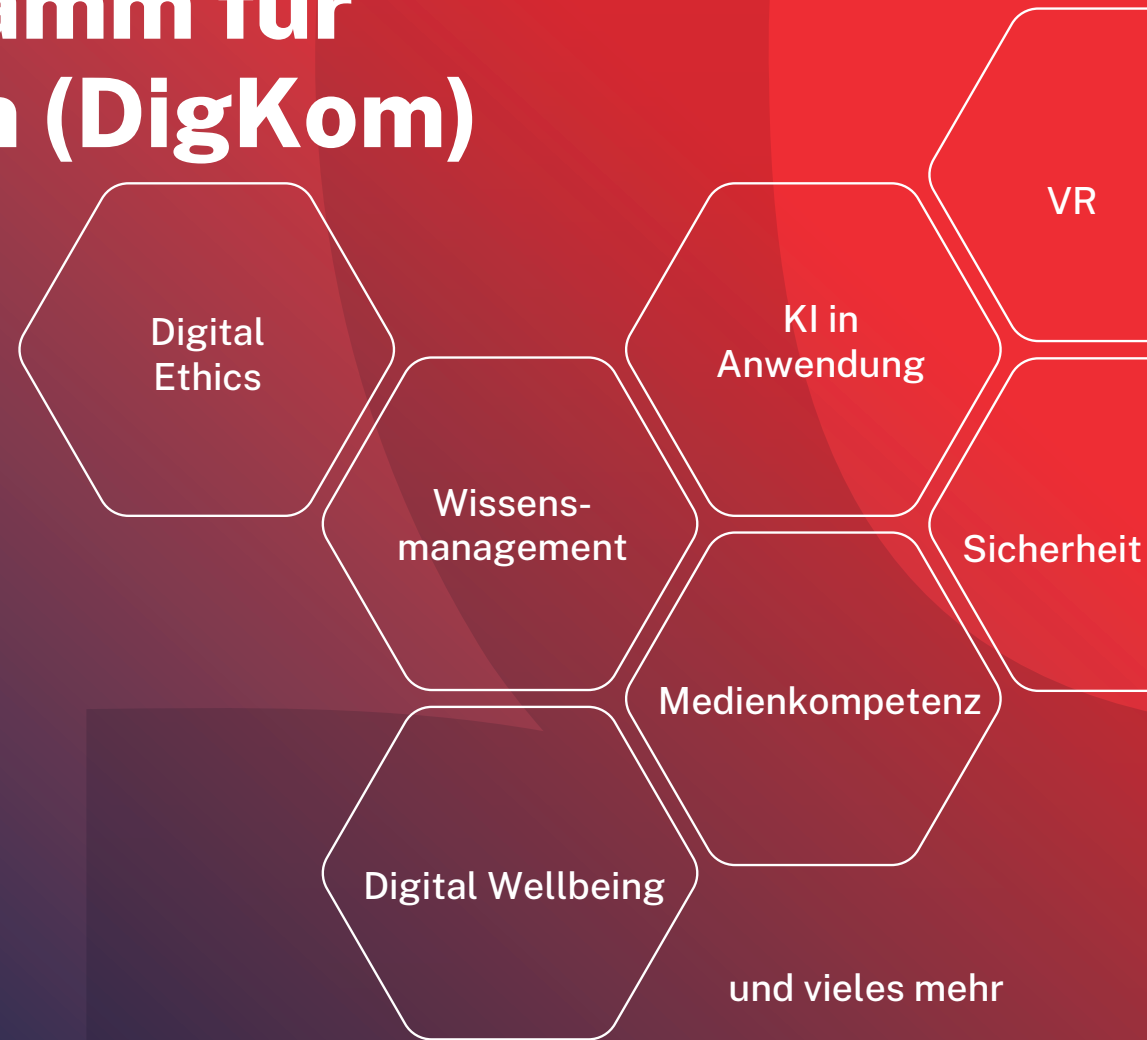 amm für
(DigKom)
VR
Digital
Ethics
KI in
Anwendung
Wissens-
management
Sicherheit
Medienkompetenz
Digital Wellbeing
und vieles mehr